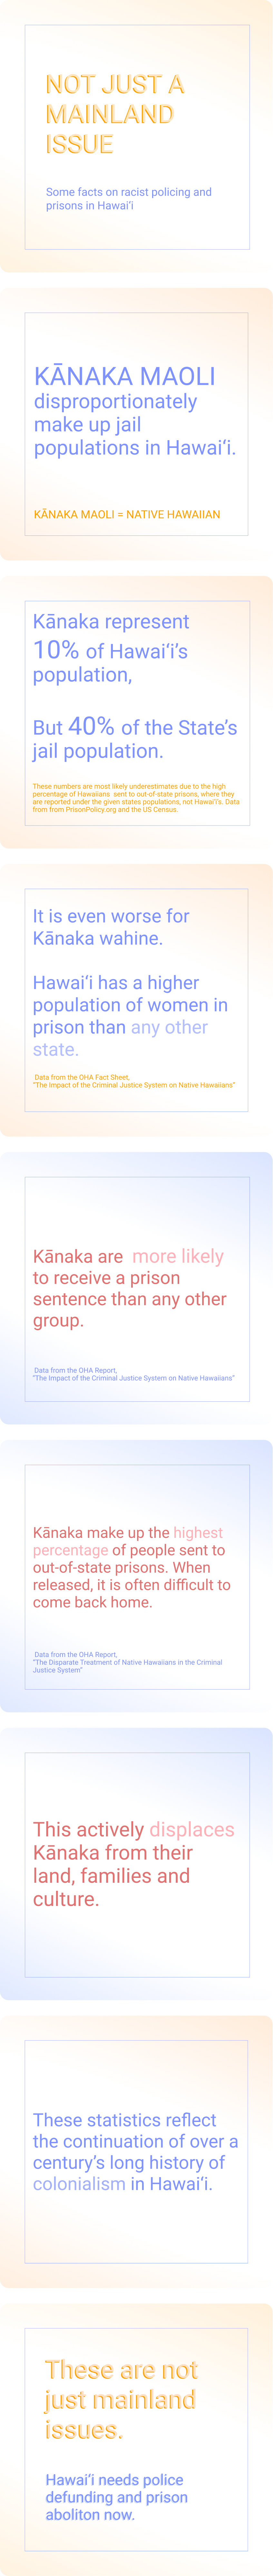 NOT JUST A
MAINLAND
ISSUE
Some facts on racist policing and
prisons in Hawai'i
KĀNAKA MAOLI
disproportionately
make up jail
populations in Hawaiʻi.
KĀNAKA MAOLI = NATIVE HAWAIIAN
Kānaka represent
10% of Hawaiʻi’s
population,
But 40% of the State’s
jail population.
These numbers are most likely underestimates due to the high
percentage of Hawaiians sent to out-of-state prisons, where they
are reported under the given states populations, not Hawai'i's. Data
from from PrisonPolicy.org and the US Census.
It is even worse for
Kānaka wahine.
Hawaiʻi has a higher
population of women in
prison than any other
state.
Data from the OHA Fact Sheet,
“The Impact of the Criminal Justice System on Native Hawaiians”
Kānaka are more likely
to receive a prison
sentence than any other
group.
Data from the OHA Report,
“The Impact of the Criminal Justice System on Native Hawaiians”
Kānaka make up the highest
percentage of people sent to
out-of-state prisons. When
released, it is often difficult to
come back home.
Data from the OHA Report,
“The Disparate Treatment of Native Hawaiians in the Criminal
Justice System”
This actively displaces
Kānaka from their
land, families and
culture.
These statistics reflect
the continuation of over a
century’s long history of
colonialism in Hawaiʻi.
These are not
just mainland
issues.
Hawaiʻi needs police
defunding and prison
aboliton now.